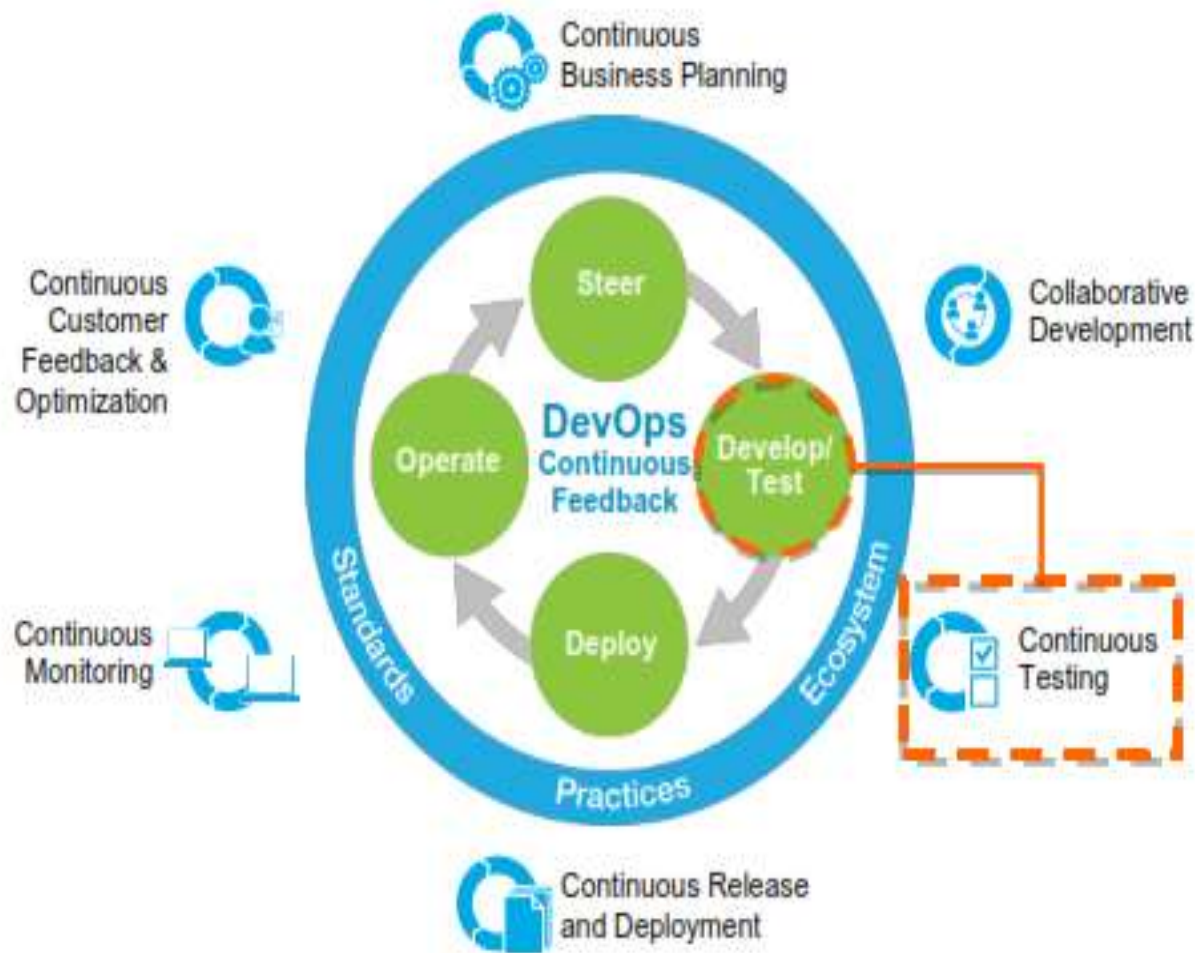 Continuous
Business Planning
Continuous
Customer
Feedback &
Optimization
Collaborative
Development
Steer
DevOps
Continuous
Feedback
Operate
Develop/
Test
Deploy
Standards
Practices
Ecosystem
Continuous
Monitoring
Continuous
Testing
Continuous Release
and Deployment